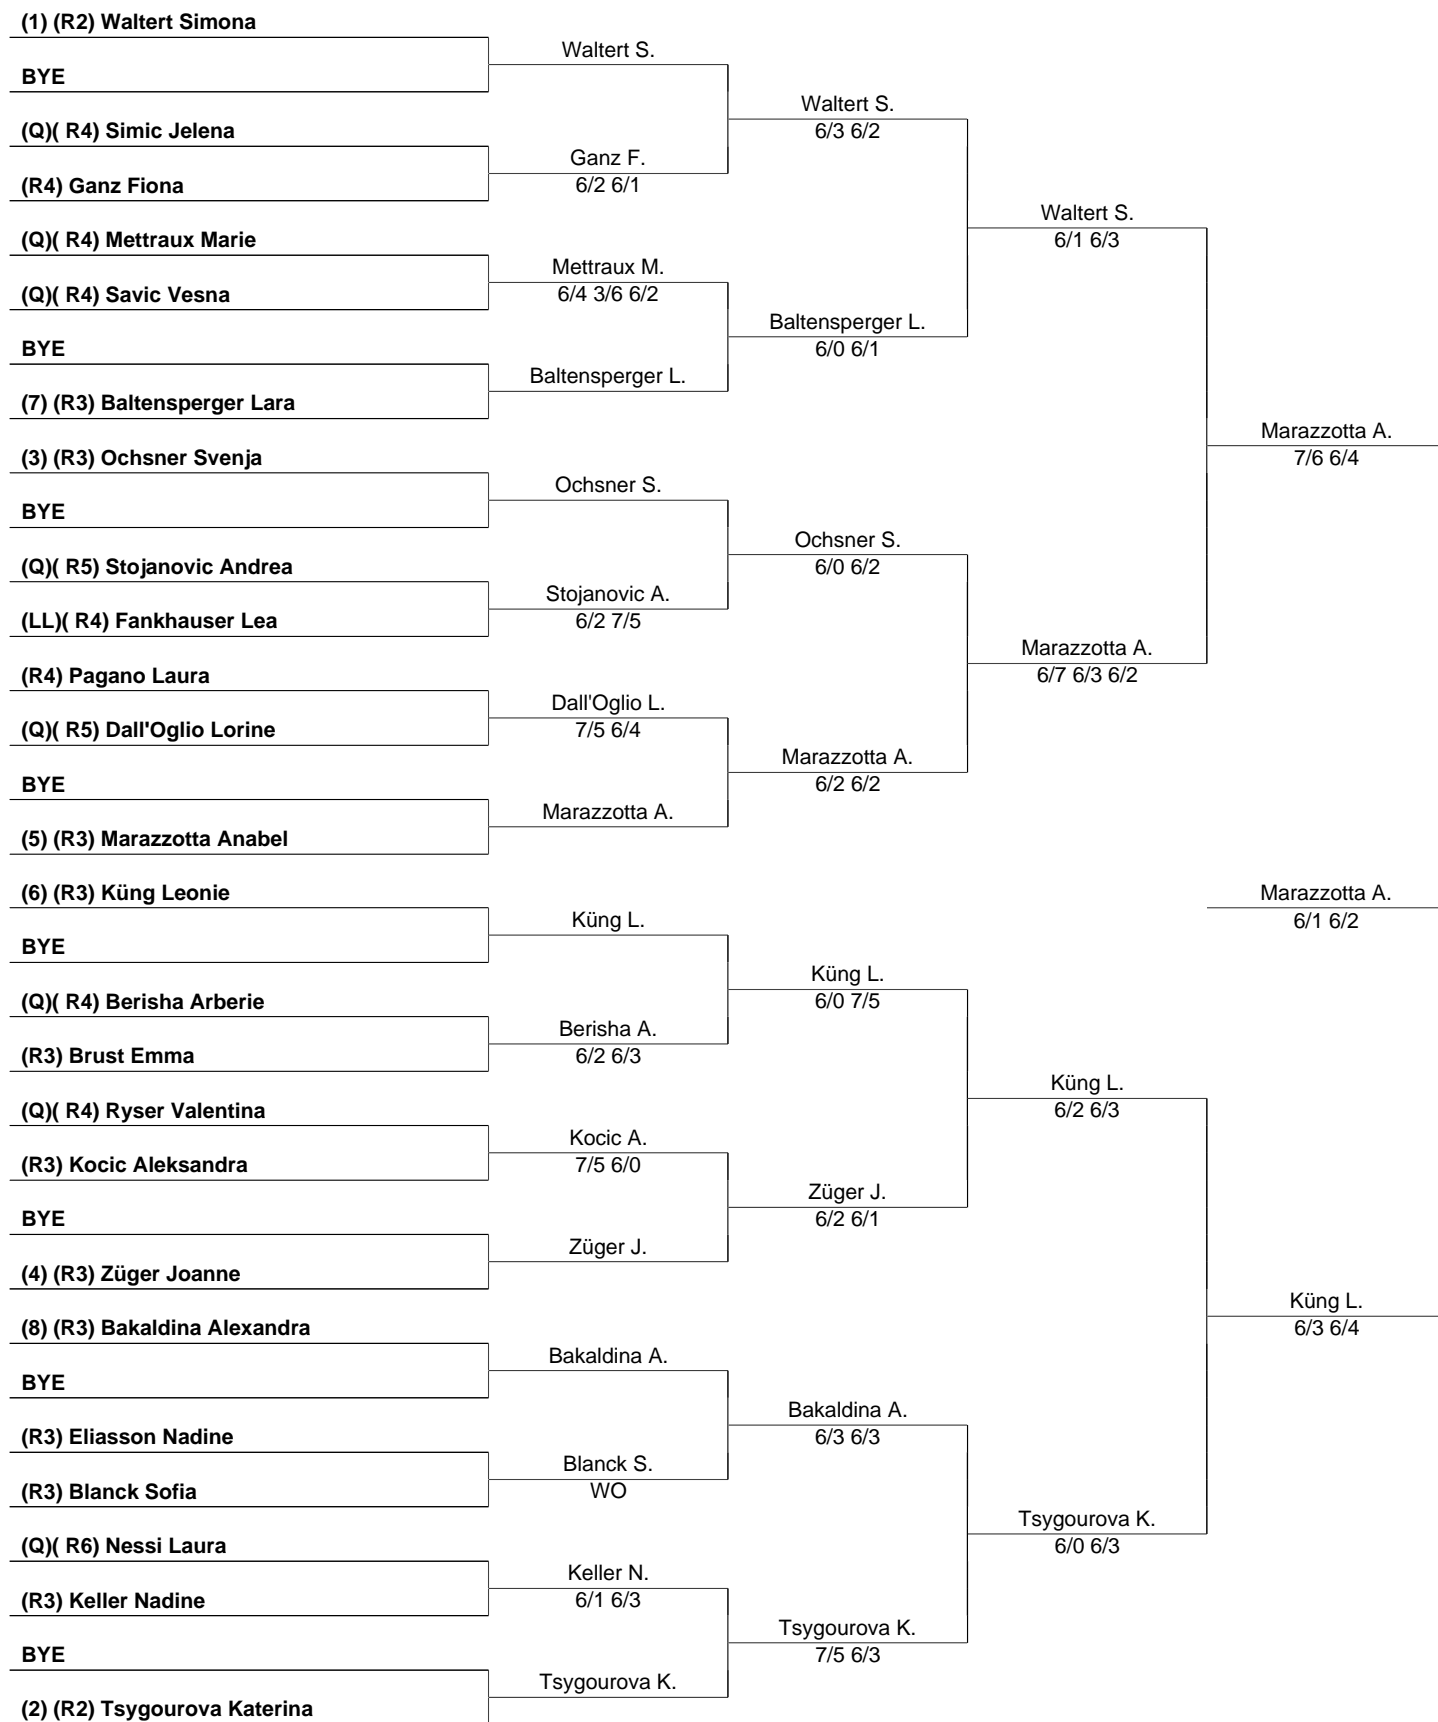 (1) (R2) Waltert Simona
Waltert S.
BYE
Waltert S.
6/3 6/2
(Q)( R4) Simic Jelena
Ganz F.
6/2 6/1
(R4) Ganz Fiona
Waltert S.
6/1 6/3
(Q)( R4) Mettraux Marie
Mettraux M.
6/4 3/6 6/2
(Q)( R4) Savic Vesna
Baltensperger L.
6/0 6/1
BYE
Baltensperger L.
(7) (R3) Baltensperger Lara
Marazzotta A.
7/6 6/4
(3) (R3) Ochsner Svenja
Ochsner S.
BYE
Ochsner S.
6/0 6/2
(Q)( R5) Stojanovic Andrea
Stojanovic A.
6/2 7/5
(LL)( R4) Fankhauser Lea
Marazzotta A.
6/7 6/3 6/2
(R4) Pagano Laura
Dall'Oglio L.
7/5 6/4
(Q)( R5) Dall'Oglio Lorine
Marazzotta A.
6/2 6/2
BYE
Marazzotta A.
(5) (R3) Marazzotta Anabel
(6) (R3) Küng Leonie
Marazzotta A.
6/1 6/2
Küng L.
BYE
Küng L.
6/0 7/5
(Q)( R4) Berisha Arberie
Berisha A.
6/2 6/3
(R3) Brust Emma
Küng L.
6/2 6/3
(Q)( R4) Ryser Valentina
Kocic A.
7/5 6/0
(R3) Kocic Aleksandra
Züger J.
6/2 6/1
BYE
Züger J.
(4) (R3) Züger Joanne
Küng L.
6/3 6/4
(8) (R3) Bakaldina Alexandra
Bakaldina A.
BYE
Bakaldina A.
6/3 6/3
(R3) Eliasson Nadine
Blanck S.
WO
(R3) Blanck Sofia
Tsygourova K.
6/0 6/3
(Q)( R6) Nessi Laura
Keller N.
6/1 6/3
(R3) Keller Nadine
Tsygourova K.
7/5 6/3
BYE
Tsygourova K.
(2) (R2) Tsygourova Katerina